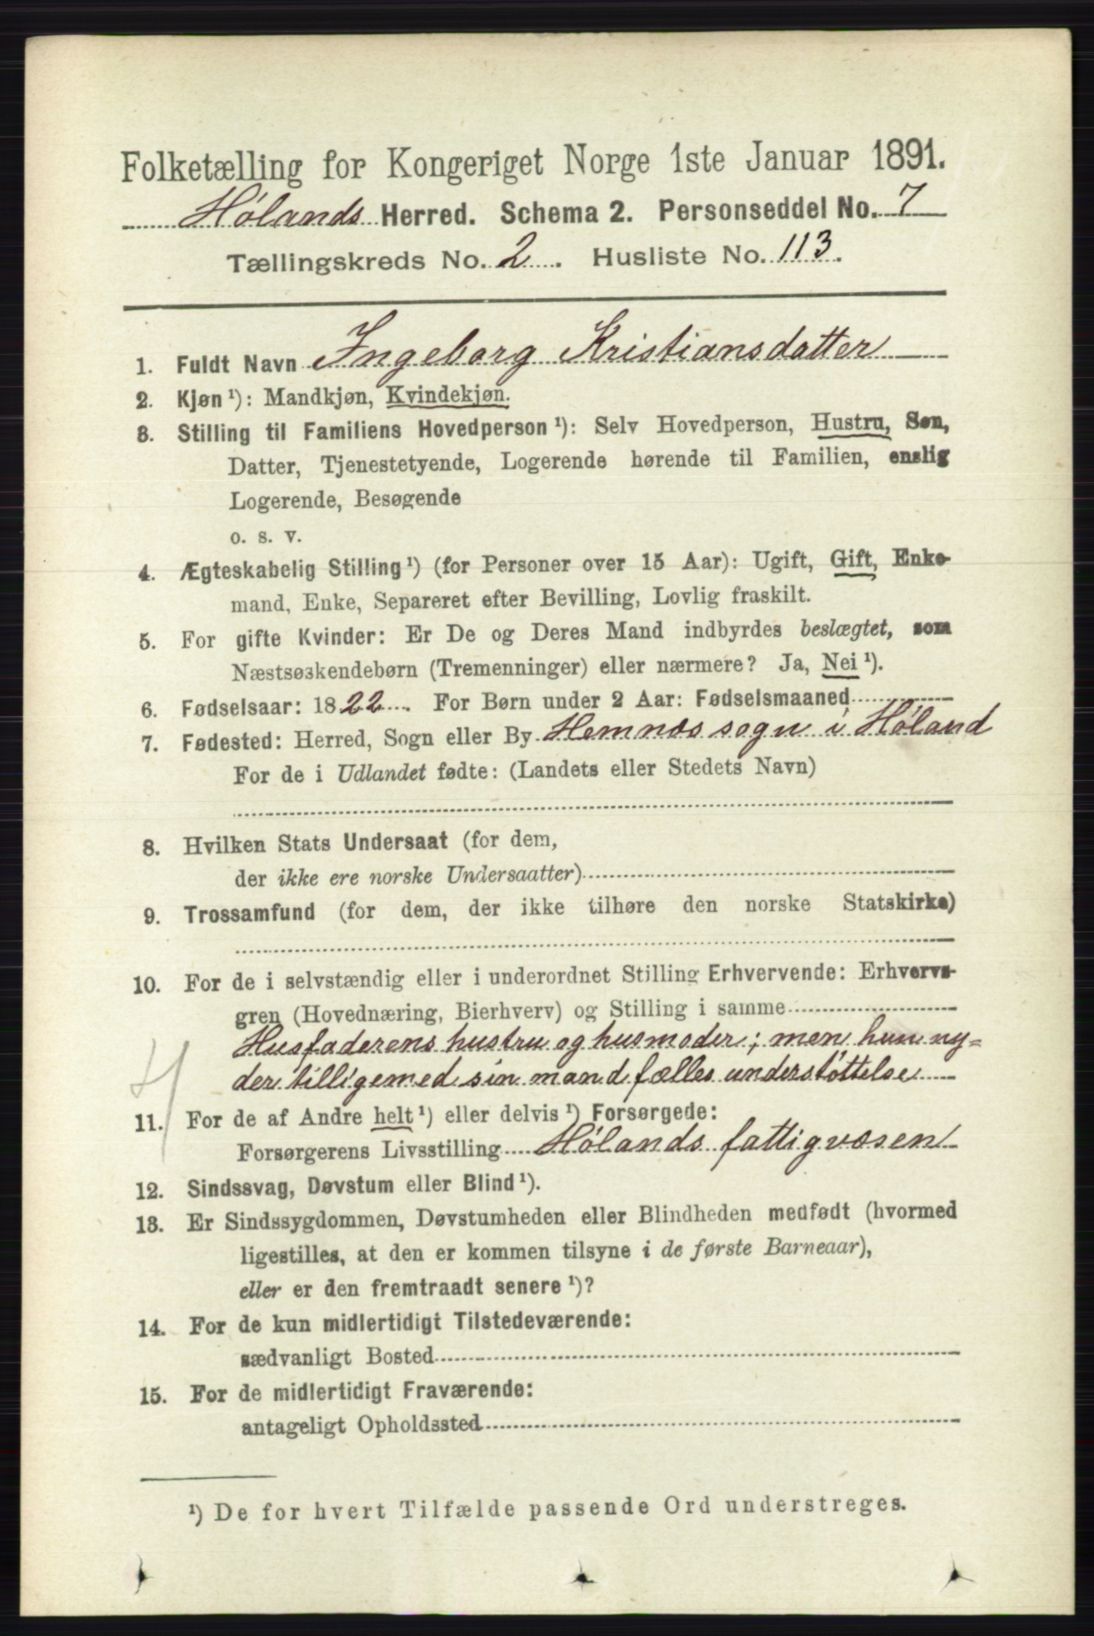 Folketælling for Kongeriget Norge 1ste Januar 1891.
Hølands Herred. Schema 2. Personseddel No. 7
Tællingskreds No. 2. Husliste No. 113.
1. Fuldt Navn Ingeborg Kristiansdatter
2. Kjøn ¹): Mandkjøn, Kvindekjøn.
3. Stilling til Familiens Hovedperson ¹): Selv Hovedperson, Hustru, Søn,
Datter, Tjenestetyende, Logerende hørende til Familien, enslig
Logerende, Besøgende
o. s. v.
4. Ægteskabelig Stilling ¹) (for Personer over 15 Aar): Ugift, Gift, Enke-
mand, Enke, Separeret efter Bevilling, Lovlig fraskilt.
5. For gifte Kvinder: Er De og Deres Mand indbyrdes beslægtet, som
Næstsøskendebørn (Tremenninger) eller nærmere? Ja, Nei ¹).
6. Fødselsaar: 1822. For Børn under 2 Aar: Fødselsmaaned
7. Fødested: Herred, Sogn eller By Hemnæs sogn i Høland
For de i Udlandet fødte: (Landets eller Stedets Navn)
8. Hvilken Stats Undersaat (for dem,
der ikke ere norske Undersaatter)
9. Trossamfund (for dem, der ikke tilhøre den norske Statskirke)
10. For de i selvstændig eller i underordnet Stilling Erhvervende: Erhvervs-
gren (Hovednæring, Bierhverv) og Stilling i samme
Husfaderens hustru og husmoder; men hun ny=
der tilligemed sin mand fælles understøttelse
11. For de af Andre helt ¹) eller delvis ¹) Forsørgede:
Forsørgerens Livsstilling Hølands fattigvæsen
12. Sindssvag, Døvstum eller Blind ¹).
13. Er Sindssygdommen, Døvstumheden eller Blindheden medfødt (hvormed
ligestilles, at den er kommen tilsyne i de første Barneaar),
eller er den fremtraadt senere ¹)?
14. For de kun midlertidigt Tilstedeværende:
sædvanligt Bosted
15. For de midlertidigt Fraværende:
antageligt Opholdssted
¹) De for hvert Tilfælde passende Ord understreges.